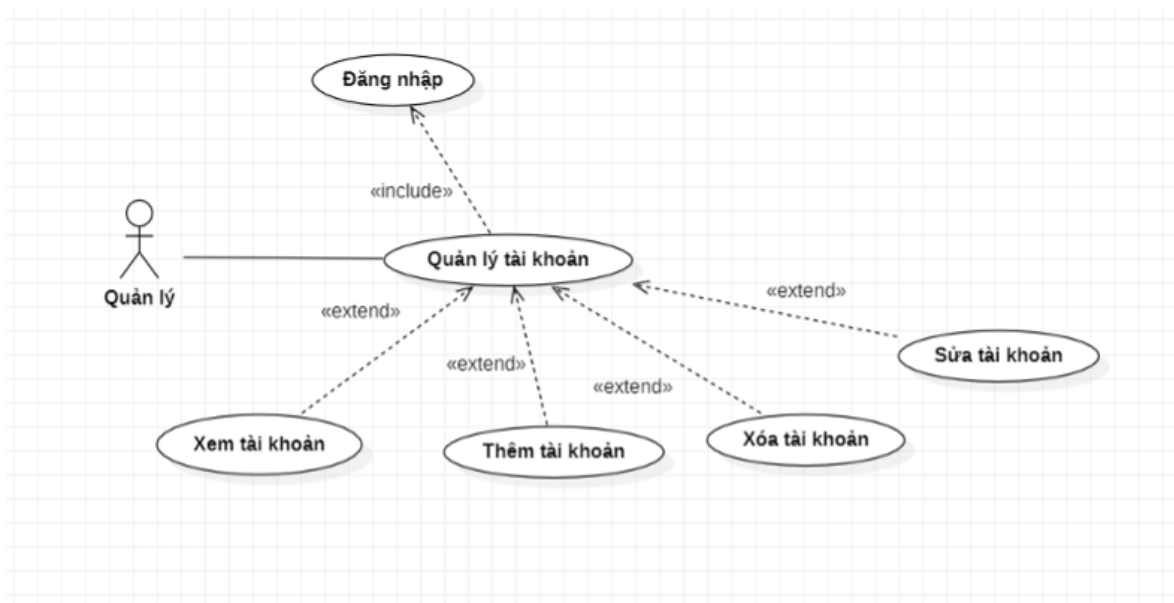 Đăng nhập
«include»
Quản lý
Quản lý tài khoản
«extend»
«extend»
«extend»
«extend»
Sửa tài khoản
Xem tài khoản
Thêm tài khoản
Xóa tài khoản